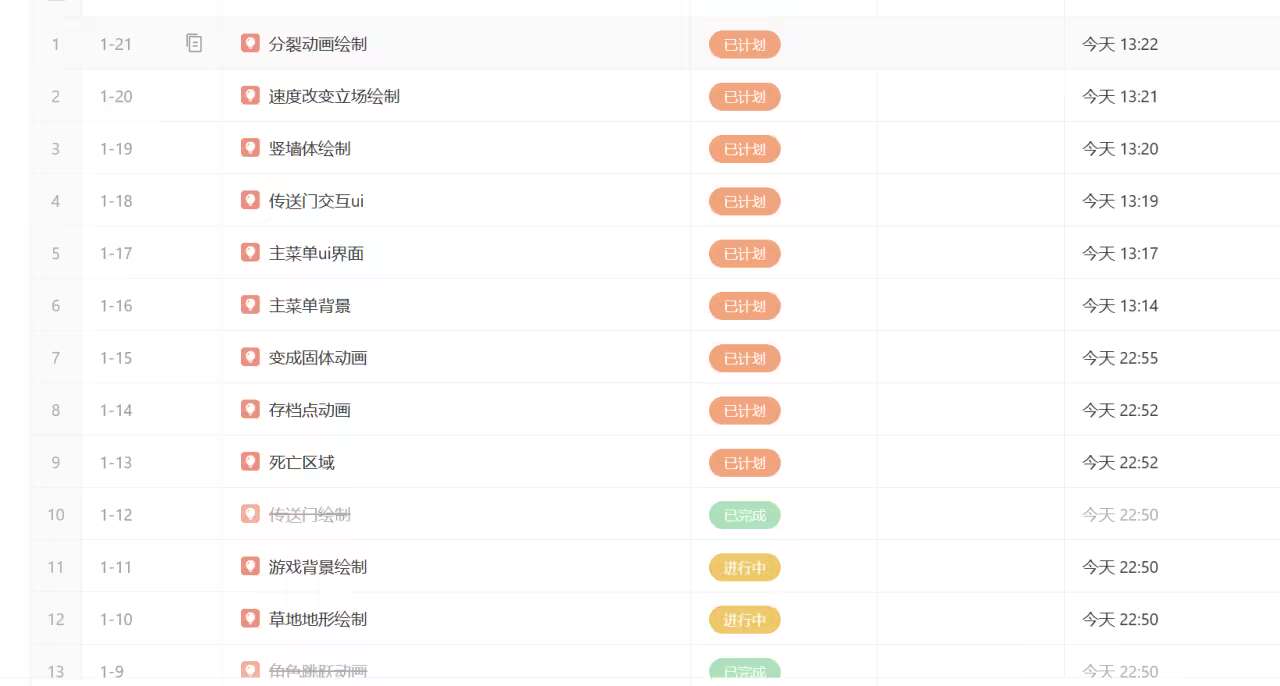 1 1-21 分裂动画绘制 已计划 今天 13:22
2 1-20 速度改变立场绘制 已计划 今天 13:21
3 1-19 竖墙体绘制 已计划 今天 13:20
4 1-18 传送门交互ui 已计划 今天 13:19
5 1-17 主菜单ui界面 已计划 今天 13:17
6 1-16 主菜单背景 已计划 今天 13:14
7 1-15 变成固体动画 已计划 今天 22:55
8 1-14 存档点动画 已计划 今天 22:52
9 1-13 死亡区域 已计划 今天 22:52
10 1-12 传送门绘制 已完成 今天 22:50
11 1-11 游戏背景绘制 进行中 今天 22:50
12 1-10 草地地形绘制 进行中 今天 22:50
13 1-9 角色跳跃动画 已完成 今天 22:50